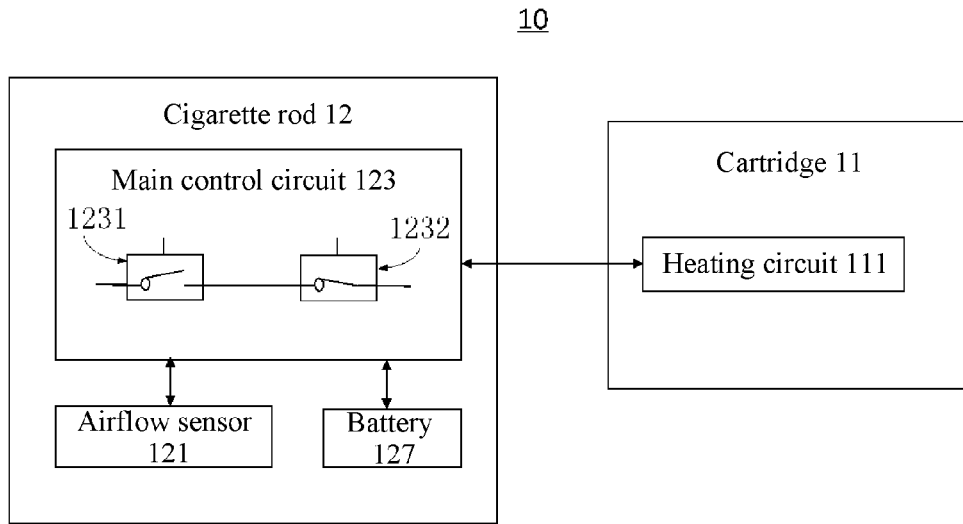 10
Cigarette rod 12
Main control circuit 123
1231
1232
Airflow sensor
121
Battery
127
Cartridge 11
Heating circuit 111